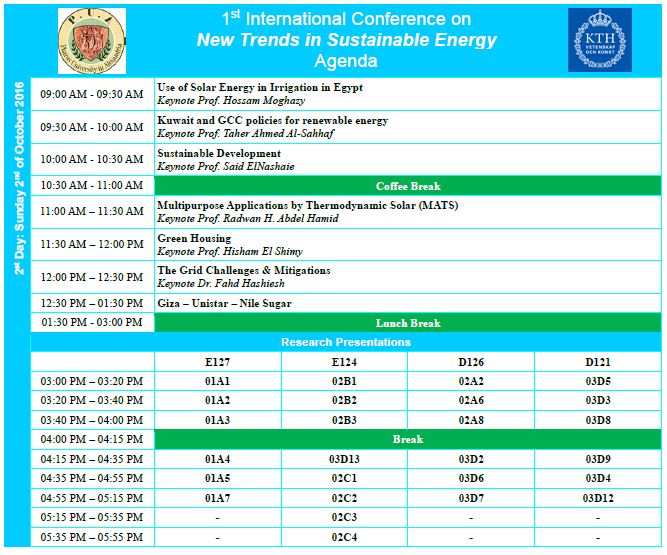 P.U.A
Pharos University in Alexandria
1st International Conference on
New Trends in Sustainable Energy
Agenda
KTH
VETENSKAP
OCH KONST
2nd Day: Sunday 2nd of October 2016
09:00 AM - 09:30 AM Use of Solar Energy in Irrigation in Egypt
Keynote Prof. Hossam Moghazy
09:30 AM - 10:00 AM Kuwait and GCC policies for renewable energy
Keynote Prof. Taher Ahmed Al-Sahhaf
10:00 AM - 10:30 AM Sustainable Development
Keynote Prof. Said ElNashaie
10:30 AM - 11:00 AM Coffee Break
11:00 AM – 11:30 AM Multipurpose Applications by Thermodynamic Solar (MATS)
Keynote Prof. Radwan H. Abdel Hamid
11:30 AM – 12:00 PM Green Housing
Keynote Prof. Hisham El Shimy
12:00 PM – 12:30 PM The Grid Challenges & Mitigations
Keynote Dr. Fahd Hashiesh
12:30 PM – 01:30 PM Giza – Unistar – Nile Sugar
01:30 PM - 03:00 PM Lunch Break
Research Presentations
E127 E124 D126 D121
03:00 PM – 03:20 PM 01A1 02B1 02A2 03D5
03:20 PM – 03:40 PM 01A2 02B2 02A6 03D3
03:40 PM – 04:00 PM 01A3 02B3 02A8 03D8
04:00 PM – 04:15 PM Break
04:15 PM – 04:35 PM 01A4 03D13 03D2 03D9
04:35 PM – 04:55 PM 01A5 02C1 03D6 03D4
04:55 PM – 05:15 PM 01A7 02C2 03D7 03D12
05:15 PM – 05:35 PM - 02C3 - -
05:35 PM – 05:55 PM - 02C4 - -